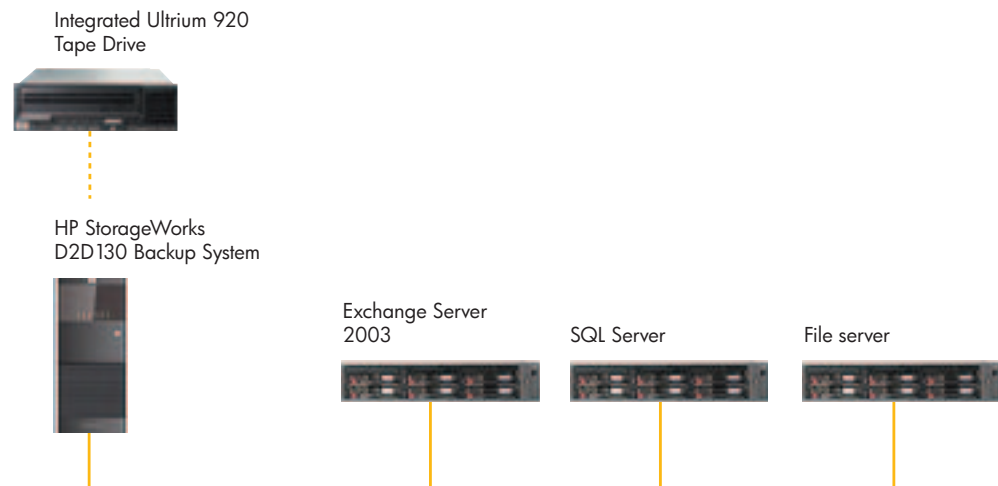 Integrated Ultrium 920
Tape Drive
HP StorageWorks
D2D130 Backup System
Exchange Server
2003
SQL Server
File server